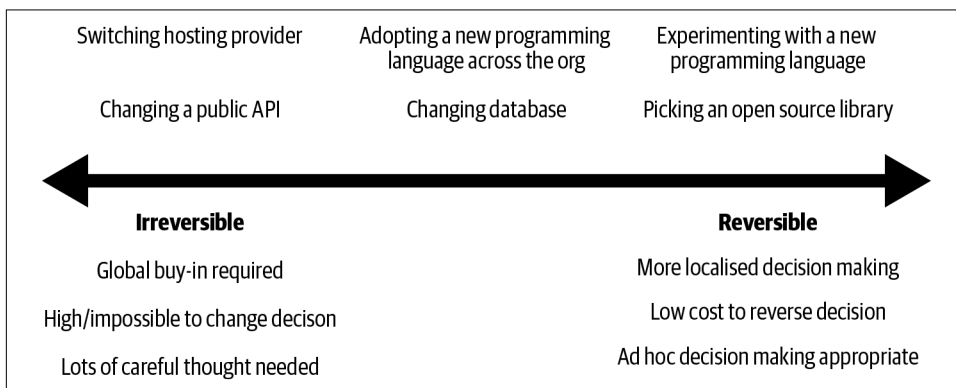 Switching hosting provider
Adopting a new programming
language across the org
Experimenting with a new
programming language
Changing a public API
Changing database
Picking an open source library
Irreversible
Reversible
Global buy-in required
More localised decision making
High/impossible to change decison
Low cost to reverse decision
Lots of careful thought needed
Ad hoc decision making appropriate